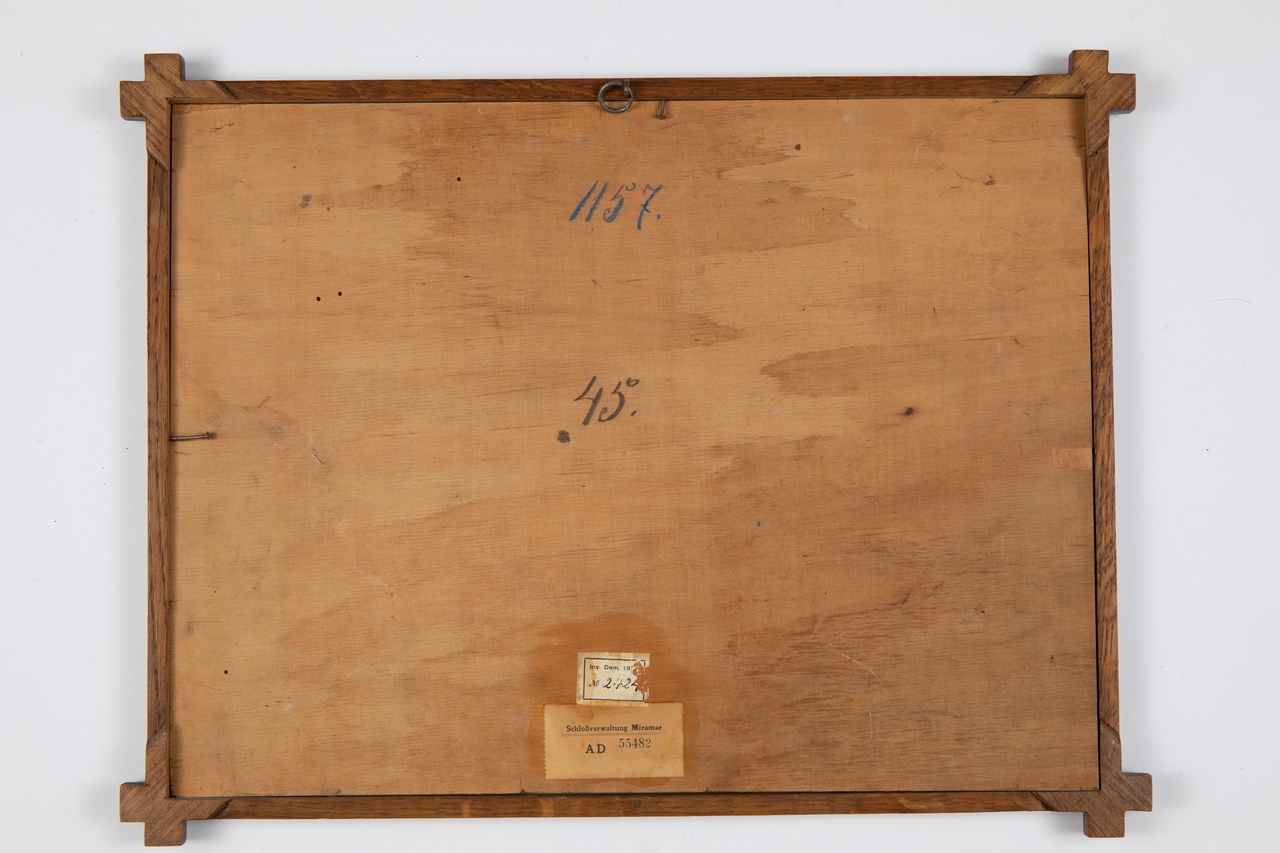 1157.
45.
Inv. Dem. 19
№ 2424
Schloßverwaltung Miramar
AD 55482